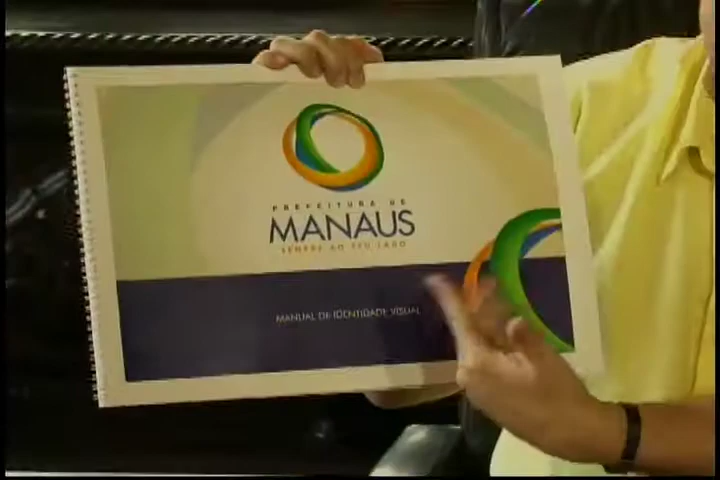 PREFEITURA DE
MANAUS
SEMPRE AO SEU LADO
MANUAL DE IDENTIDADE VISUAL